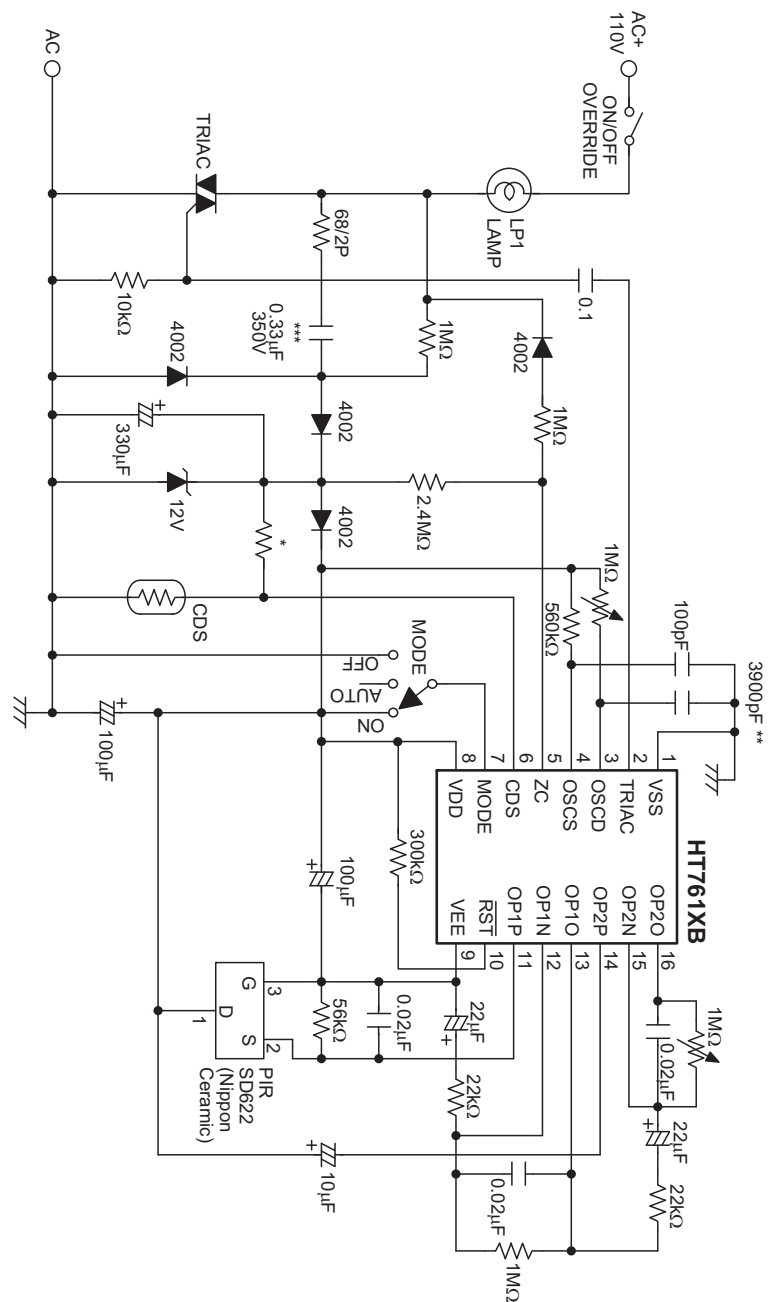 AC+
110V
ON/OFF
OVERRIDE
LP1
LAMP
AC
TRIAC
68/2P
***
0.33µF
350V
10kΩ
0.1
1MΩ
4002
1MΩ
4002
4002
2.4MΩ
4002
330µF
+
12V
*
CDS
1MΩ
560kΩ
100pF
3900pF **
MODE
OFF
AUTO
ON
100µF
+
HT761XB
1
2
3
4
5
6
7
8
VSS
TRIAC
OSCD
OSCS
ZC
CDS
MODE
VDD
OP2O
OP2N
OP2P
OP1O
OP1N
OP1P
RST
VEE
16
15
14
13
12
11
10
9
300kΩ
100µF
+
56kΩ
0.02µF
22µF
+
22kΩ
1MΩ
0.02µF
22µF
+
22kΩ
0.02µF
1MΩ
10µF
+
G
D
S
3
1
2
PIR
SD622
(Nippon
Ceramic)